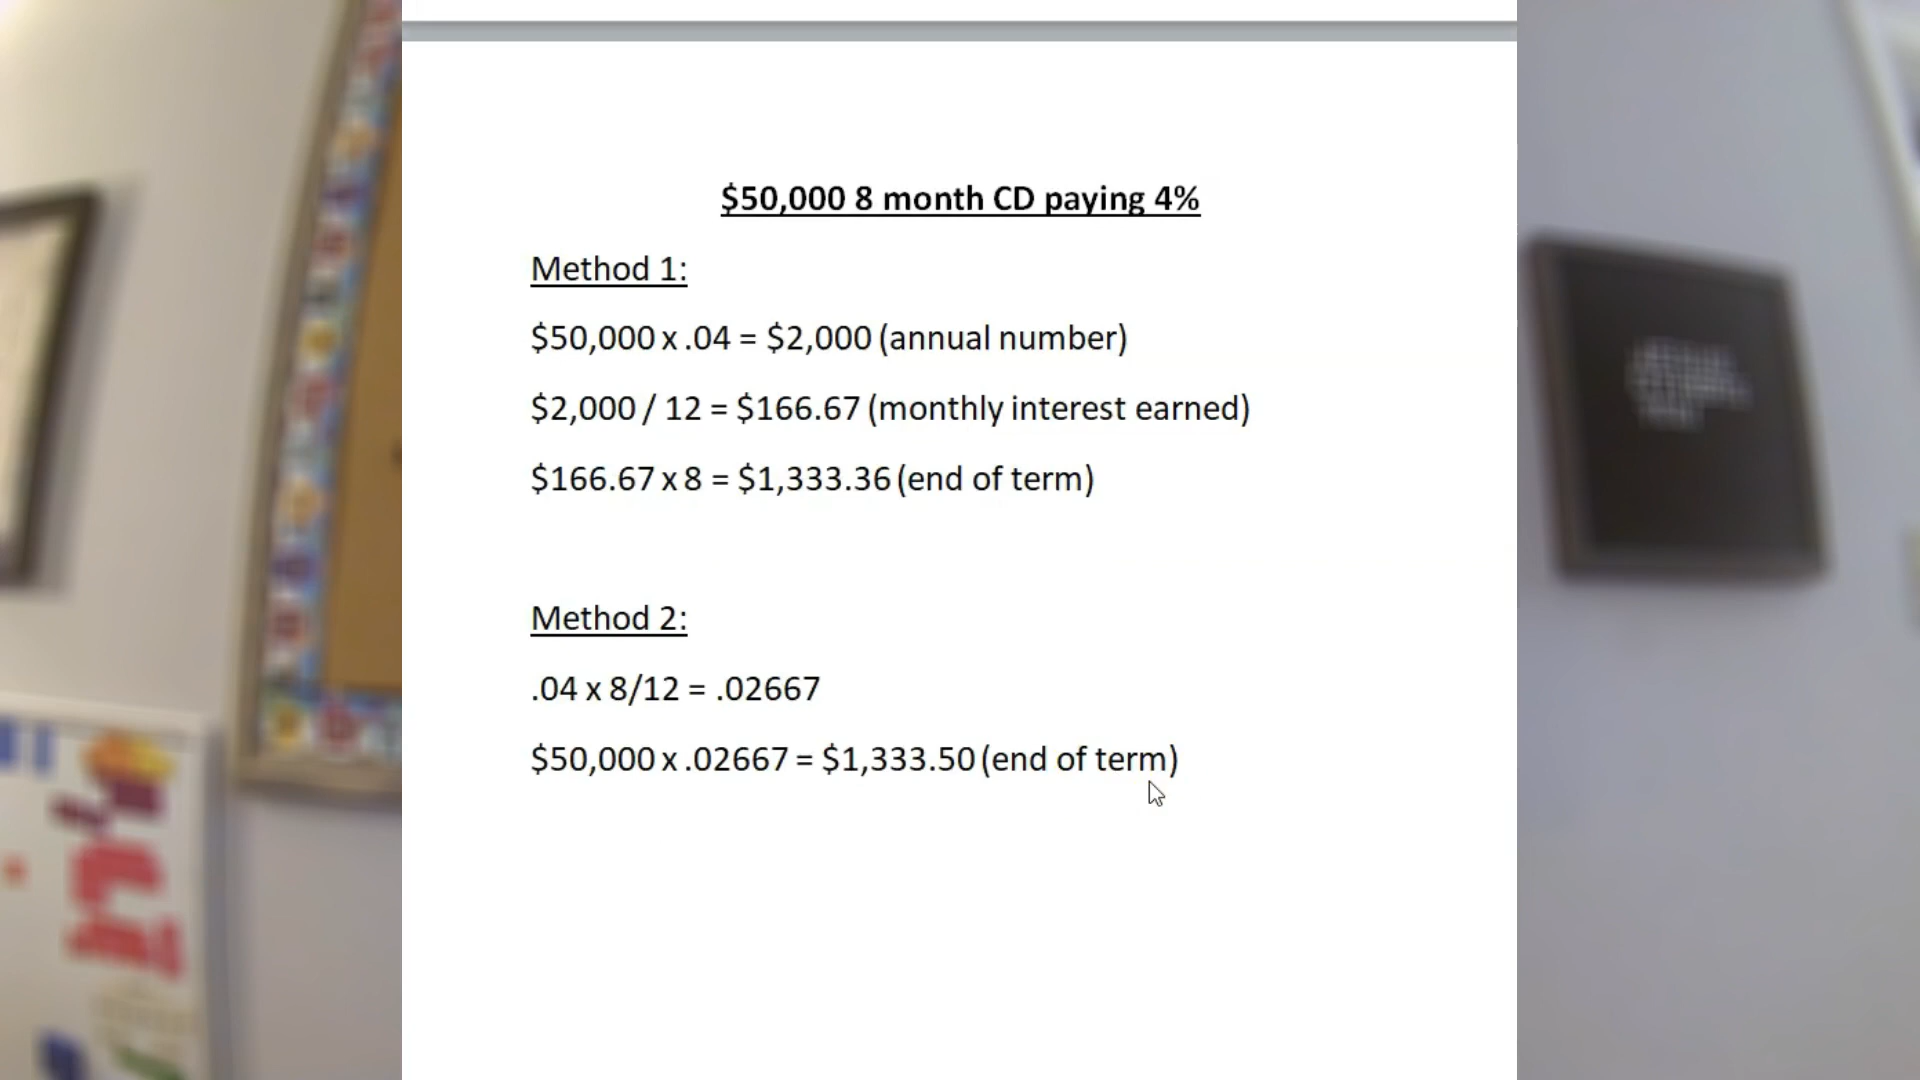 $50,000 8 month CD paying 4%
Method 1:
$50,000 x .04 = $2,000 (annual number)
$2,000 / 12 = $166.67 (monthly interest earned)
$166.67 x 8 = $1,333.36 (end of term)
Method 2:
.04 x 8/12 = .02667
$50,000 x .02667 = $1,333.50 (end of term)